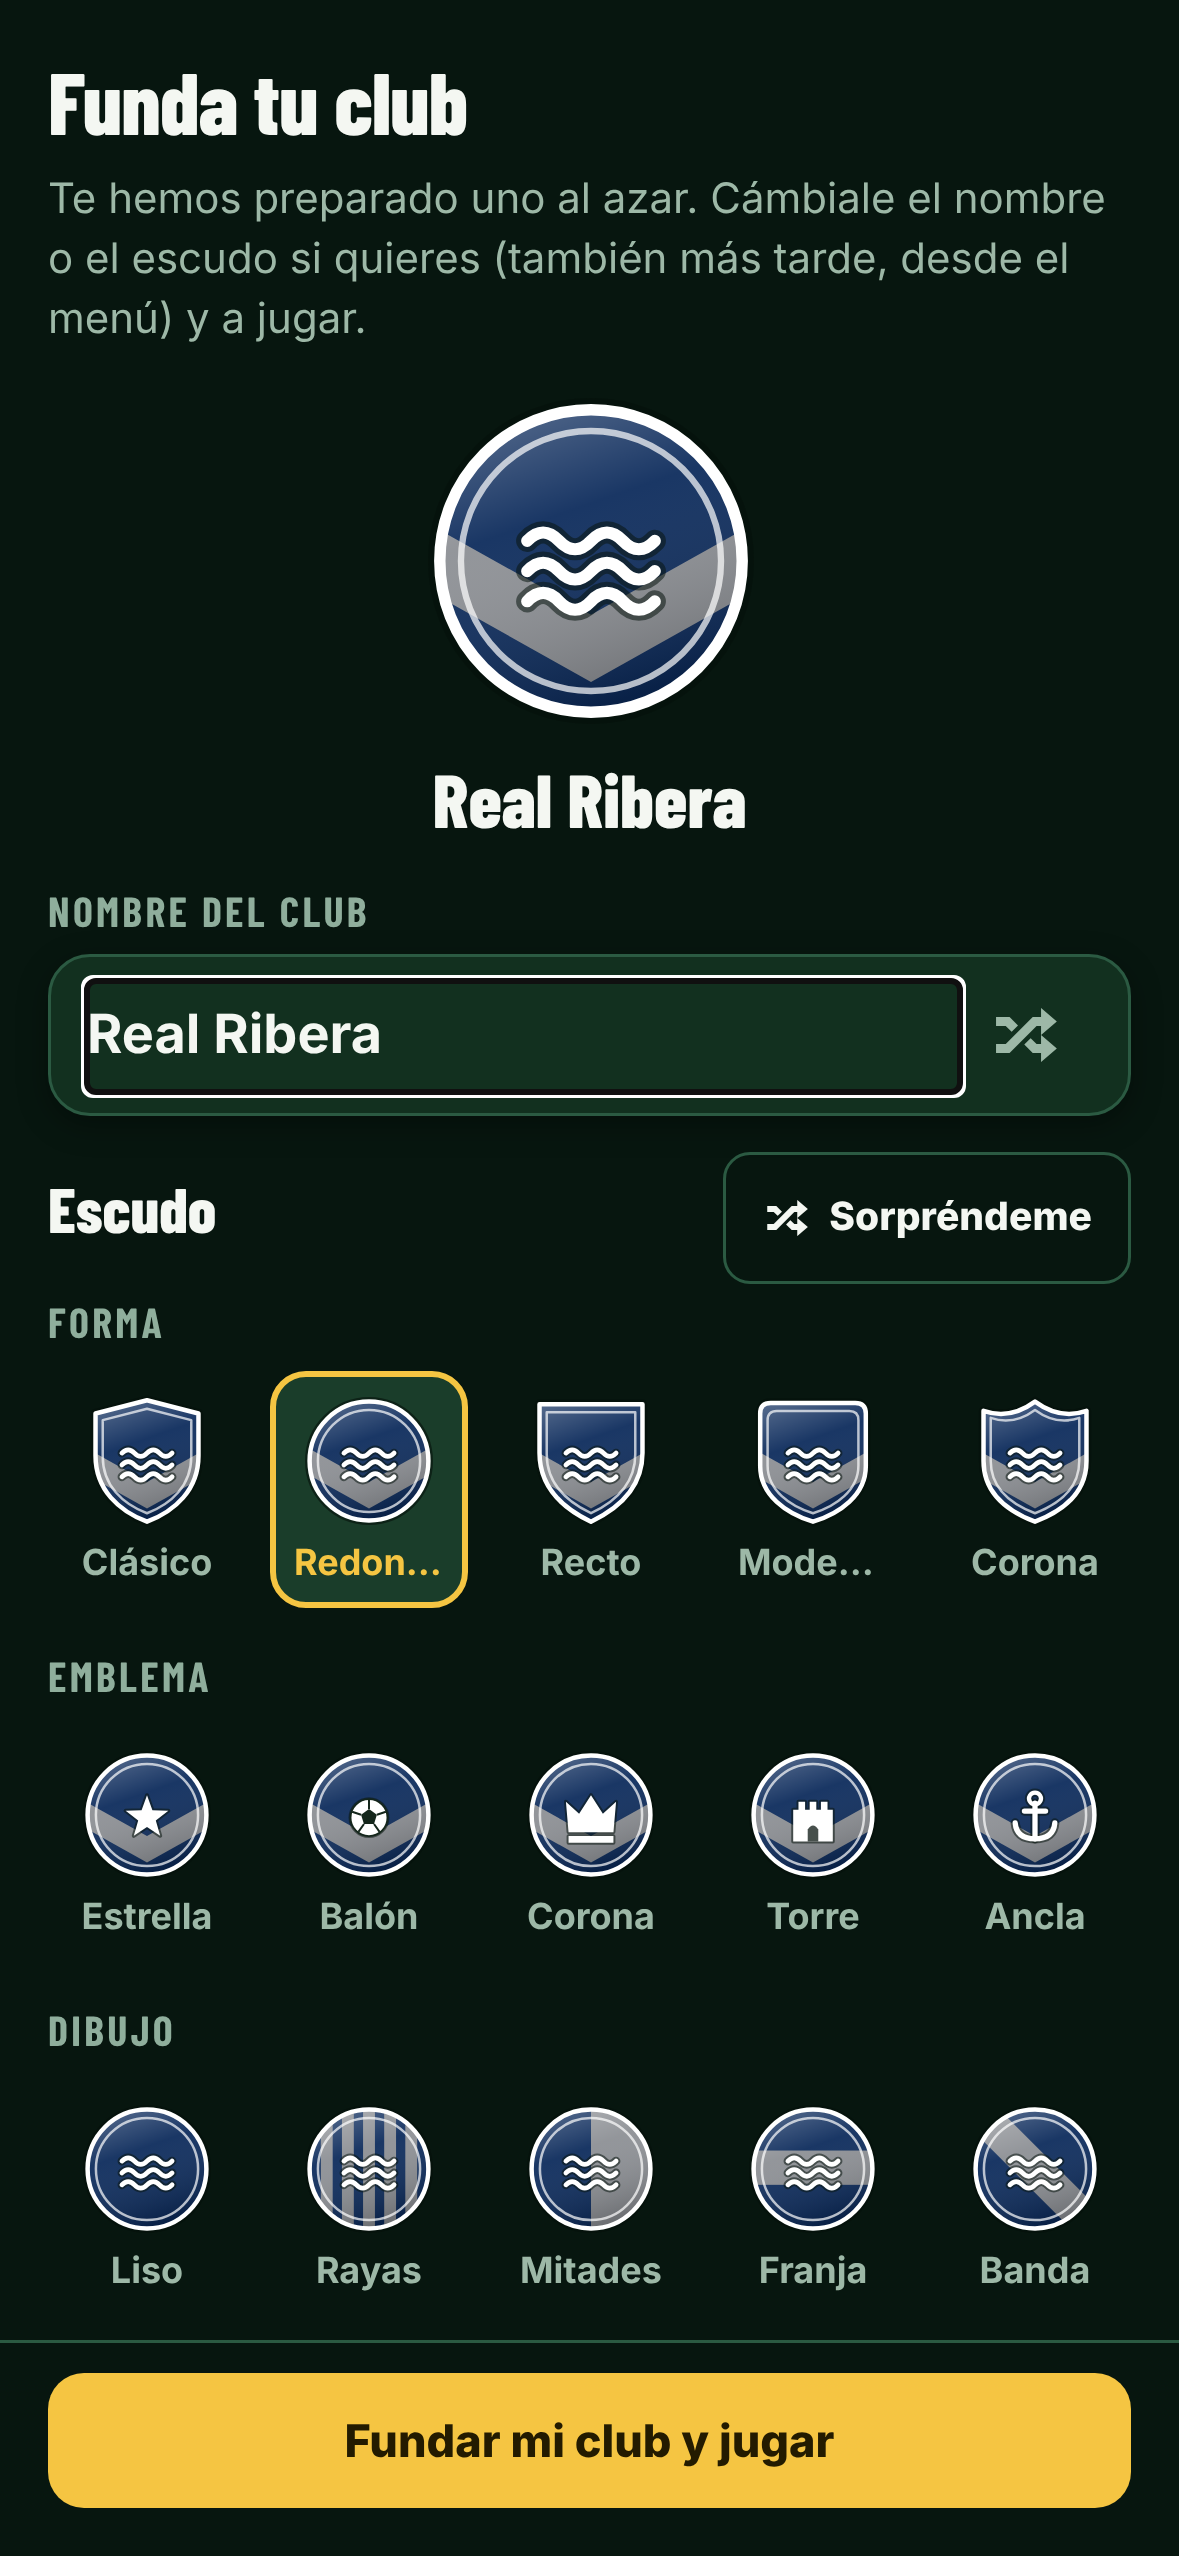 Funda tu club
Te hemos preparado uno al azar. Cámbiale el nombre
o el escudo si quieres (también más tarde, desde el
menú) y a jugar.
Real Ribera
NOMBRE DEL CLUB
Real Ribera
Escudo
Sorpréndeme
FORMA
Clásico
Redon...
Recto
Mode...
Corona
EMBLEMA
Estrella
Balón
Corona
Torre
Ancla
DIBUJO
Liso
Rayas
Mitades
Franja
Banda
Fundar mi club y jugar